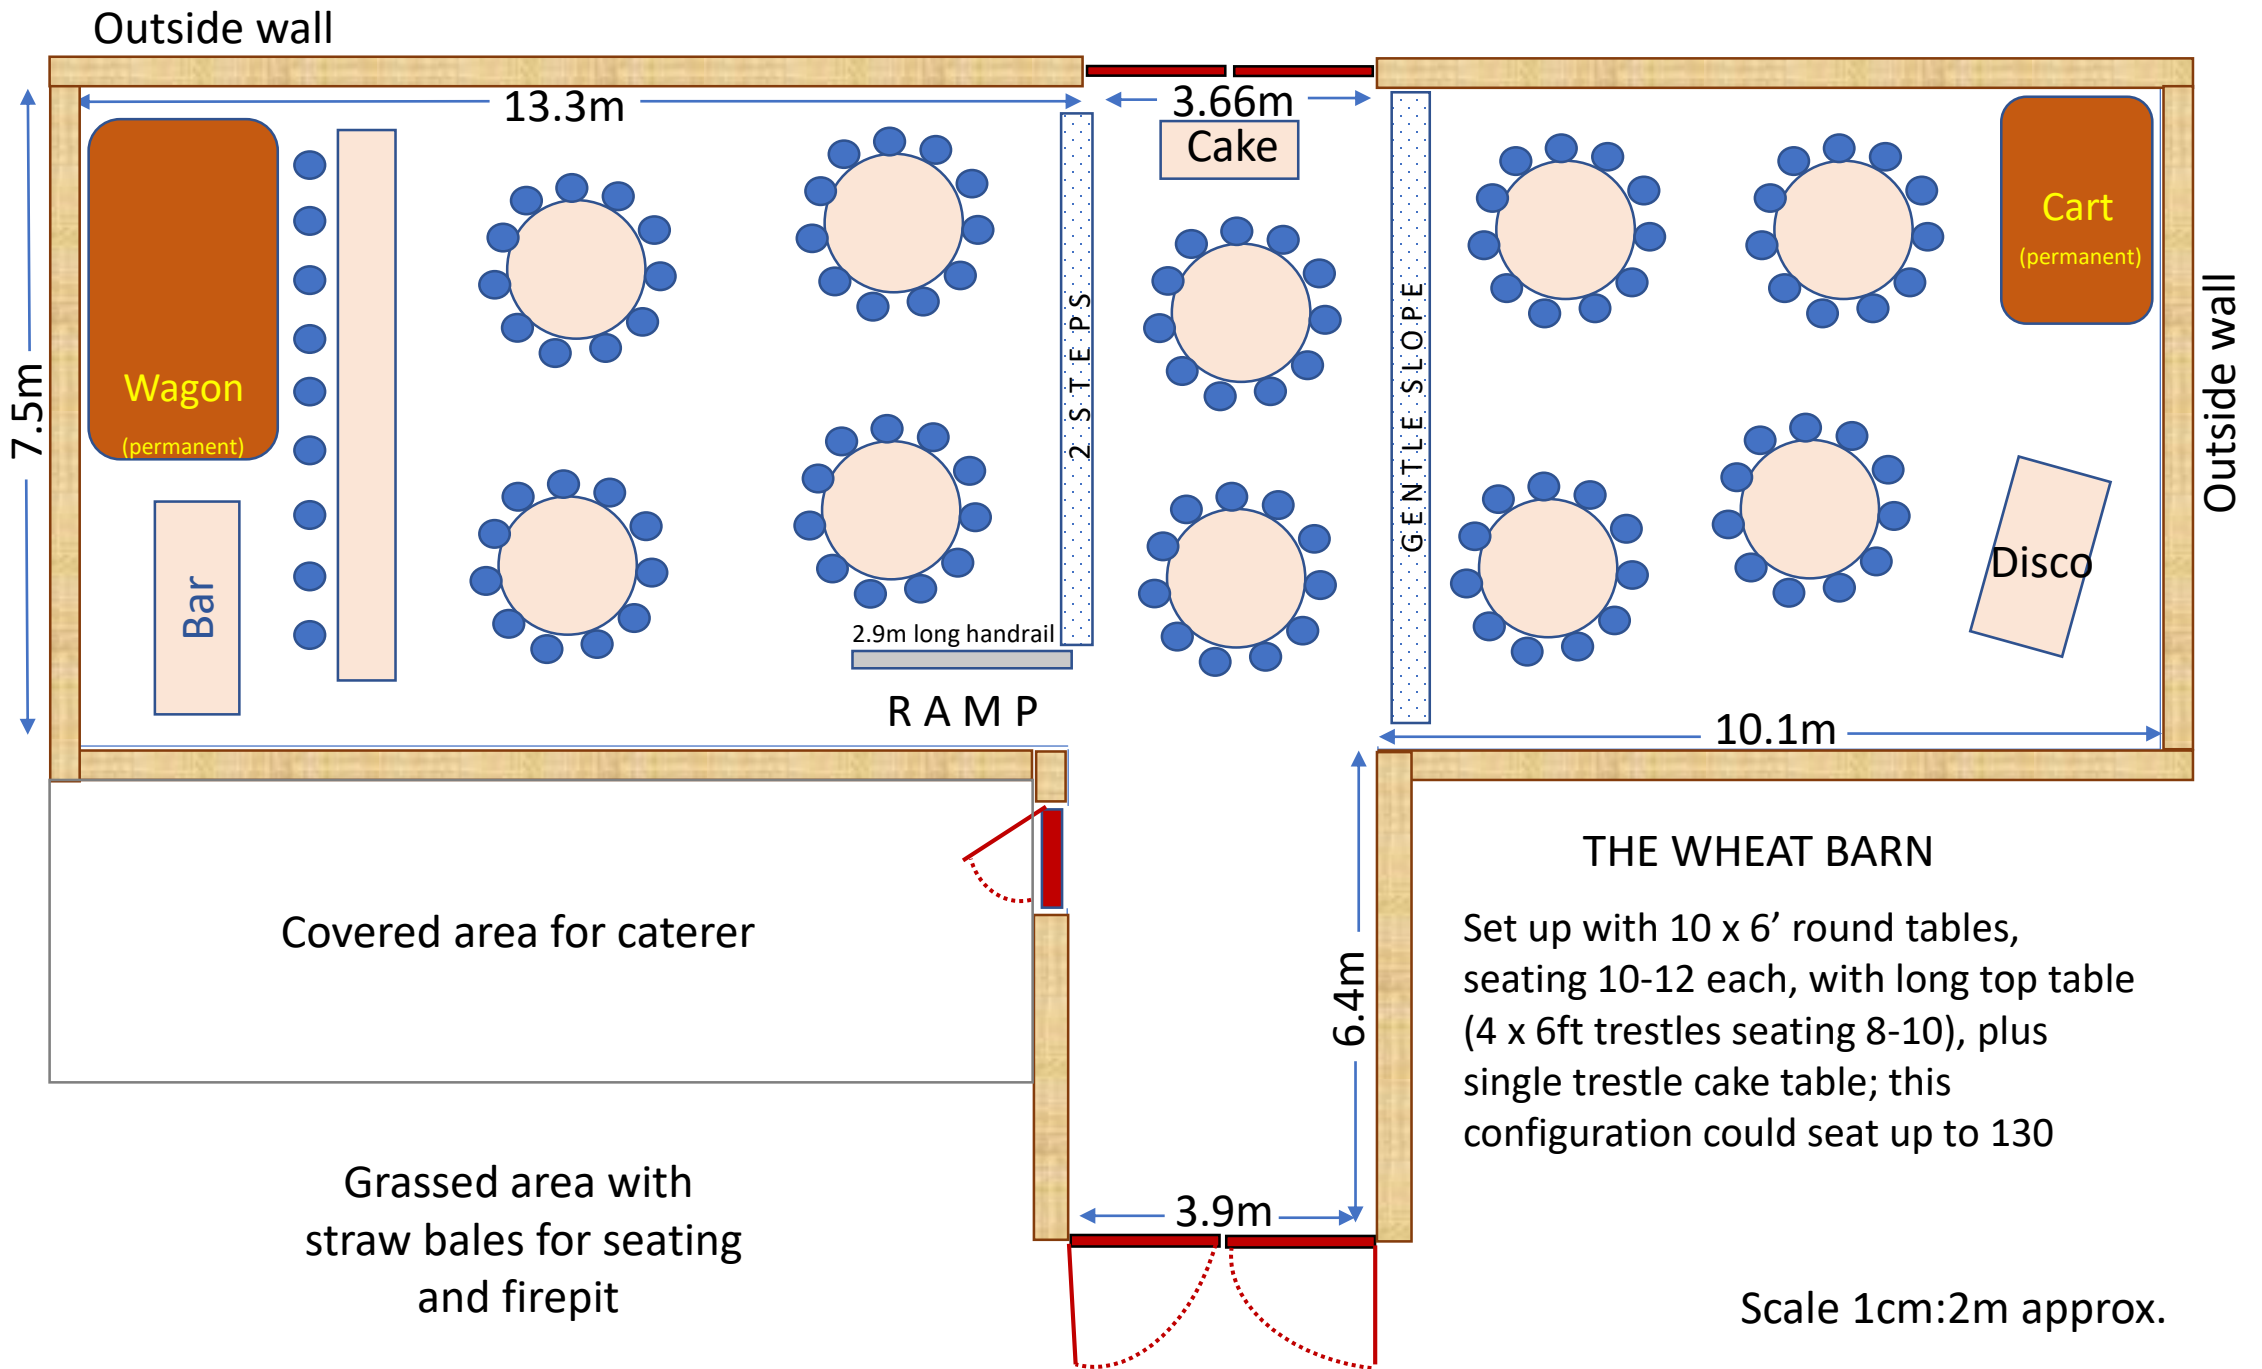 Outside wall
13.3m
3.66m
Cake
Cart
(permanent)
2 STEPS
GENTLE SLOPE
Outside wall
7.5m
Wagon
(permanent)
Bar
Disco
2.9m long handrail
RAMP
10.1m
THE WHEAT BARN
Covered area for caterer
Set up with 10 x 6’ round tables,
seating 10-12 each, with long top table
(4 x 6ft trestles seating 8-10), plus
single trestle cake table; this
configuration could seat up to 130
6.4m
Grassed area with
straw bales for seating
and firepit
3.9m
Scale 1cm:2m approx.